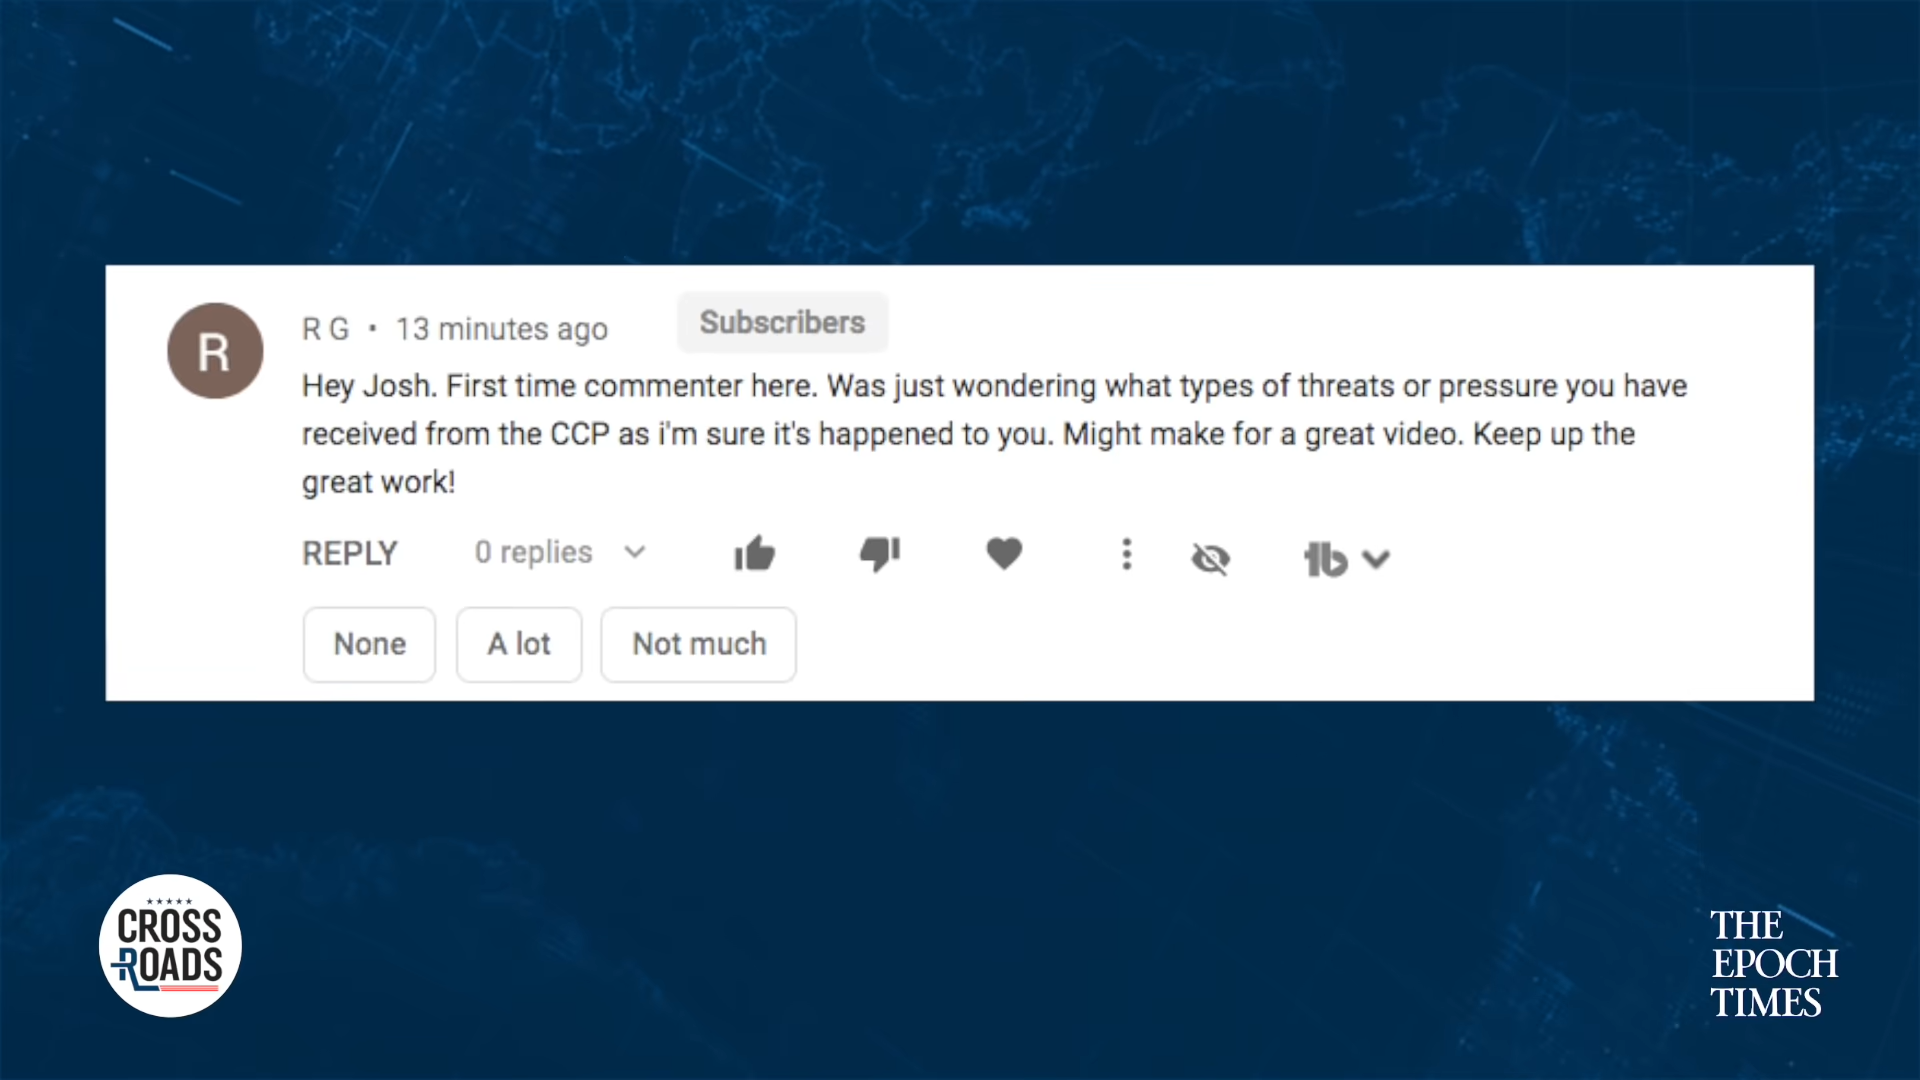 R
R G • 13 minutes ago
Subscribers
Hey Josh. First time commenter here. Was just wondering what types of threats or pressure you have
received from the CCP as i'm sure it's happened to you. Might make for a great video. Keep up the
great work!
REPLY
0 replies
None
A lot
Not much
CROSS
ROADS
THE
EPOCH
TIMES